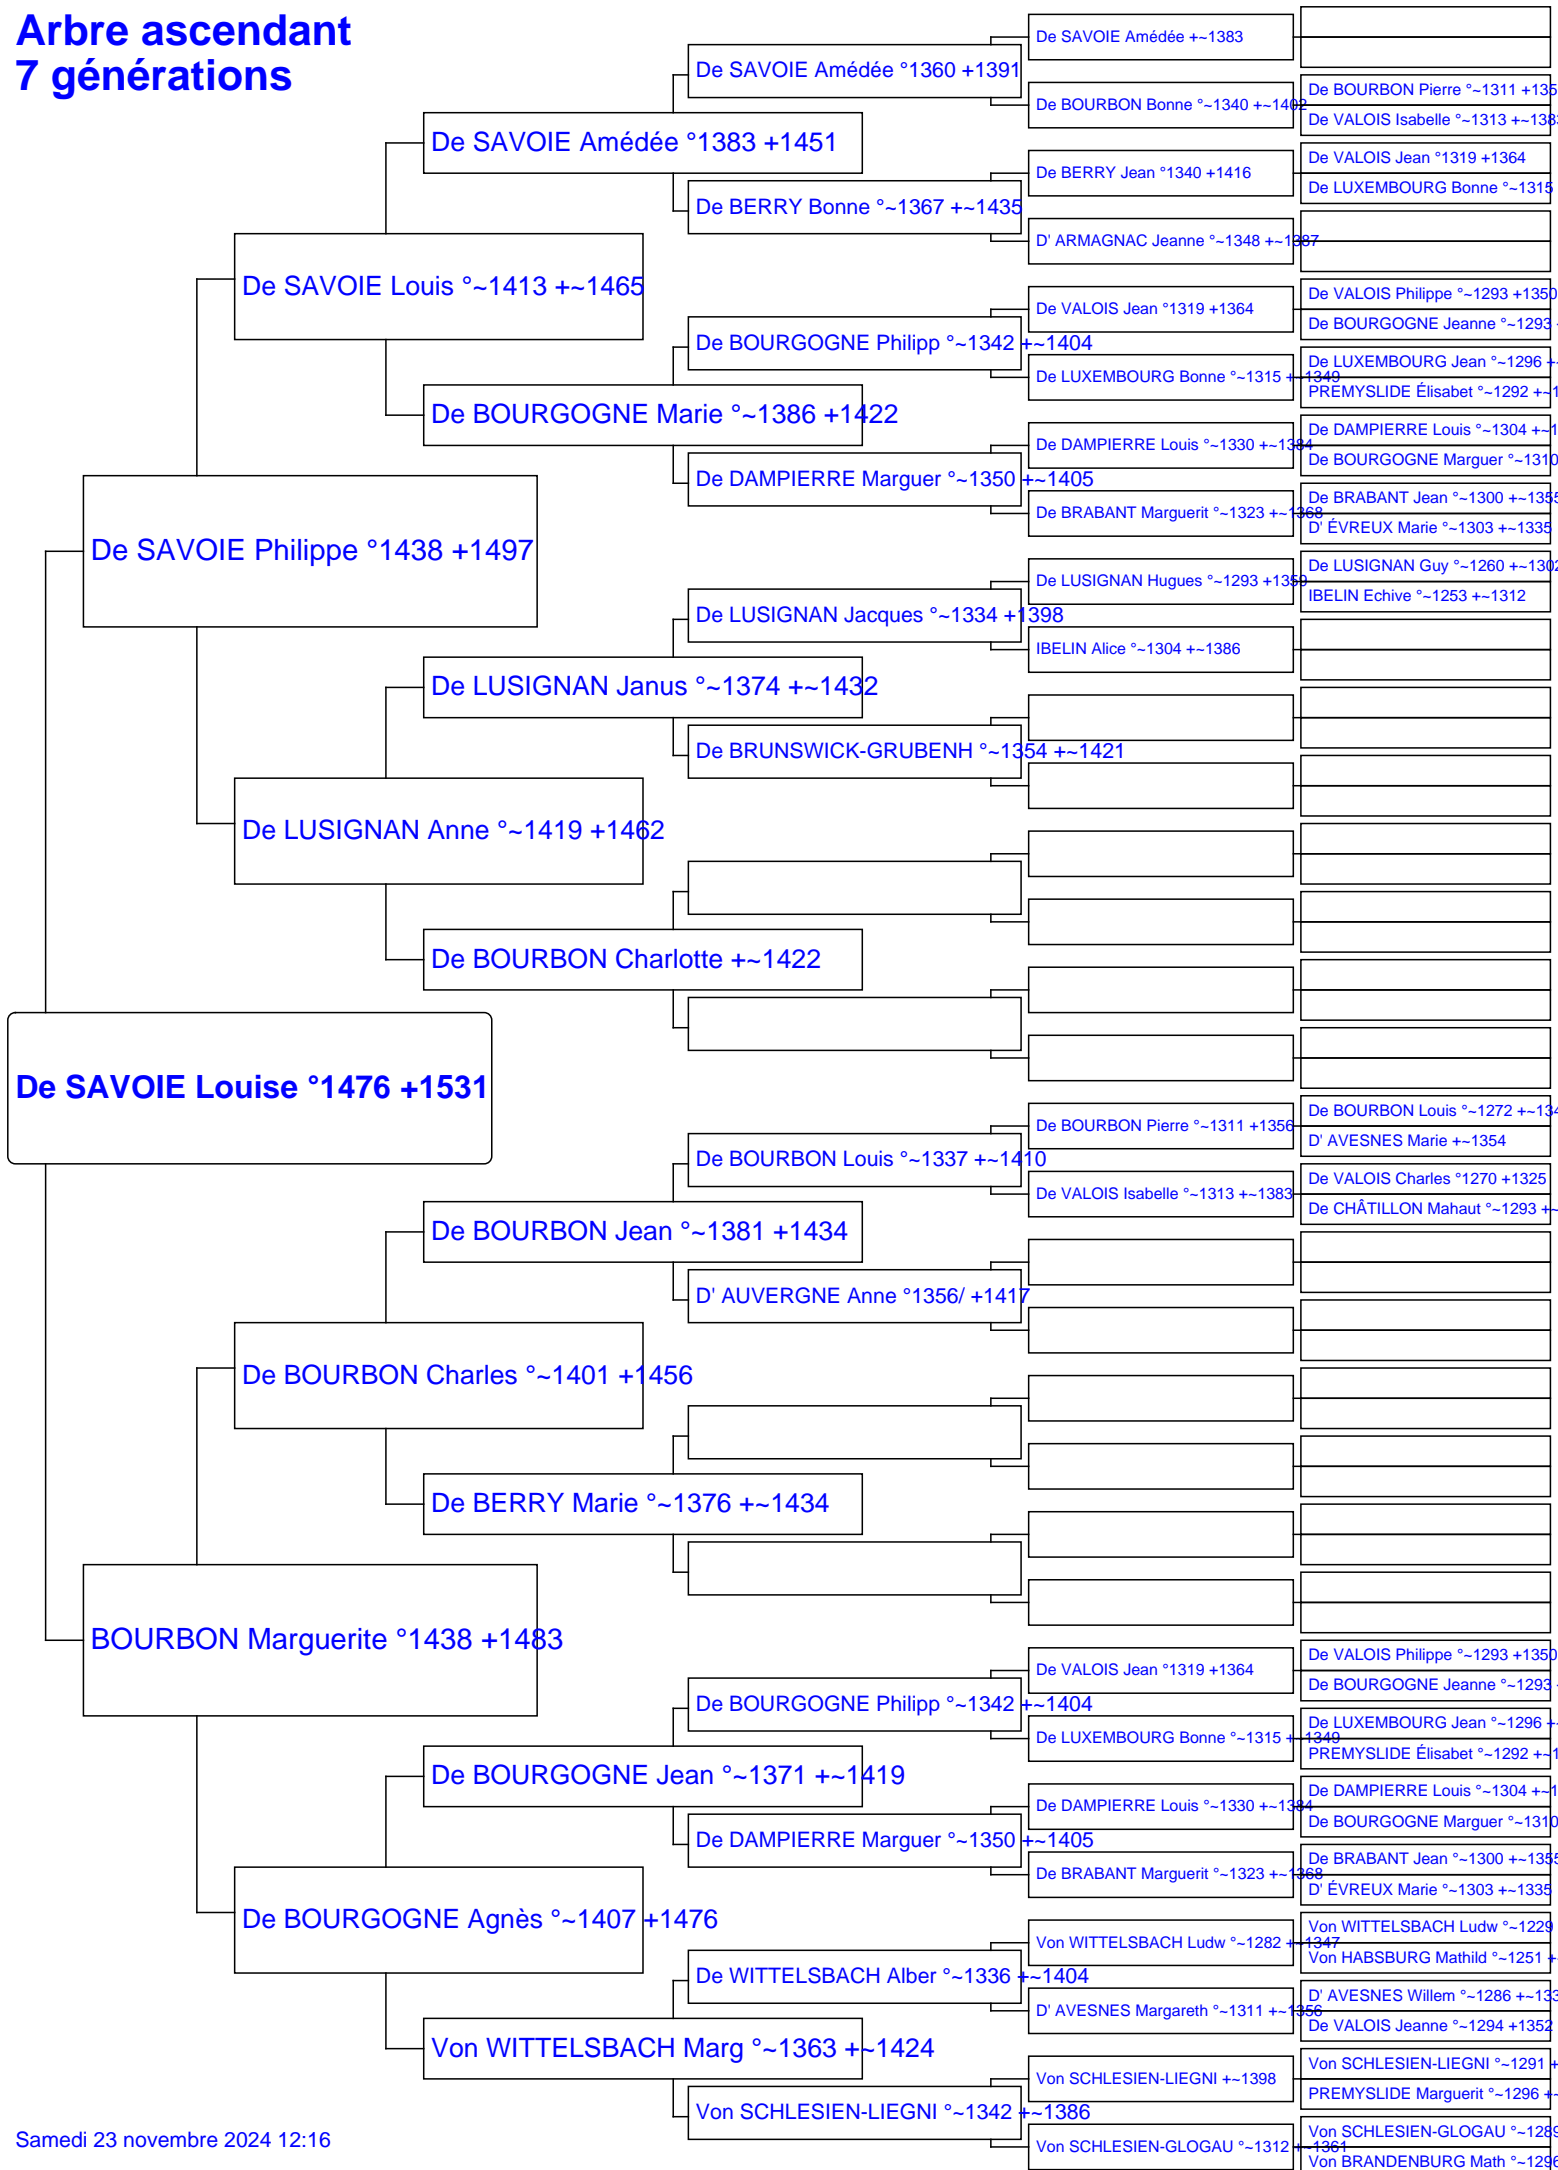 Arbre ascendant
7 générations
De SAVOIE Louise °1476 +1531
De SAVOIE Philippe °1438 +1497
BOURBON Marguerite °1438 +1483
De SAVOIE Louis °~1413 +~1465
De LUSIGNAN Anne °~1419 +1462
De BOURBON Charles °~1401 +1456
De BOURGOGNE Agnès °~1407 +1476
De SAVOIE Amédée °1383 +1451
De BOURGOGNE Marie °~1386 +1422
De LUSIGNAN Janus °~1374 +~1432
De BOURBON Charlotte +~1422
De BOURBON Jean °~1381 +1434
De BERRY Marie °~1376 +~1434
De BOURGOGNE Jean °~1371 +~1419
Von WITTELSBACH Marg °~1363 +~1424
De SAVOIE Amédée °1360 +1391
De BERRY Bonne °~1367 +~1435
De BOURGOGNE Philipp °~1342 +~1404
De DAMPIERRE Marguer °~1350 +~1405
De LUSIGNAN Jacques °~1334 +1398
De BRUNSWICK-GRUBENH °~1354 +~1421
De BOURBON Louis °~1337 +~1410
D' AUVERGNE Anne °1356/ +1417
De BOURGOGNE Philipp °~1342 +~1404
De DAMPIERRE Marguer °~1350 +~1405
De WITTELSBACH Alber °~1336 +~1404
Von SCHLESIEN-LIEGNI °~1342 +~1386
De SAVOIE Amédée +~1383
De BOURBON Bonne °~1340 +~1402
De BERRY Jean °1340 +1416
D' ARMAGNAC Jeanne °~1348 +~1387
De VALOIS Jean °1319 +1364
De LUXEMBOURG Bonne °~1315 +~1349
De DAMPIERRE Louis °~1330 +~1384
De BRABANT Marguerit °~1323 +~1368
De LUSIGNAN Hugues °~1293 +1359
IBELIN Alice °~1304 +~1386
De BOURBON Pierre °~1311 +1356
De VALOIS Isabelle °~1313 +~1383
De VALOIS Jean °1319 +1364
De LUXEMBOURG Bonne °~1315 +~1349
De DAMPIERRE Louis °~1330 +~1384
De BRABANT Marguerit °~1323 +~1368
Von WITTELSBACH Ludw °~1282 +~1347
D' AVESNES Margareth °~1311 +~1356
Von SCHLESIEN-LIEGNI +~1398
Von SCHLESIEN-GLOGAU °~1312 +~1361
De BOURBON Pierre °~1311 +135
De VALOIS Isabelle °~1313 +~138
De VALOIS Jean °1319 +1364
De LUXEMBOURG Bonne °~1315
De VALOIS Philippe °~1293 +1350
De BOURGOGNE Jeanne °~1293
De LUXEMBOURG Jean °~1296 +
PREMYSLIDE Élisabet °~1292 +~1
De DAMPIERRE Louis °~1304 +~1
De BOURGOGNE Marguer °~1310
De BRABANT Jean °~1300 +~1355
D' ÉVREUX Marie °~1303 +~1335
De LUSIGNAN Guy °~1260 +~1302
IBELIN Echive °~1253 +~1312
De BOURBON Louis °~1272 +~134
D' AVESNES Marie +~1354
De VALOIS Charles °1270 +1325
De CHÂTILLON Mahaut °~1293 +~
De VALOIS Philippe °~1293 +1350
De BOURGOGNE Jeanne °~1293
De LUXEMBOURG Jean °~1296 +
PREMYSLIDE Élisabet °~1292 +~1
De DAMPIERRE Louis °~1304 +~1
De BOURGOGNE Marguer °~1310
De BRABANT Jean °~1300 +~1355
D' ÉVREUX Marie °~1303 +~1335
Von WITTELSBACH Ludw °~1229
Von HABSBURG Mathild °~1251 +
D' AVESNES Willem °~1286 +~133
De VALOIS Jeanne °~1294 +1352
Von SCHLESIEN-LIEGNI °~1291 +
PREMYSLIDE Marguerit °~1296 +
Von SCHLESIEN-GLOGAU °~1289
Von BRANDENBURG Math °~1296
Samedi 23 novembre 2024 12:16